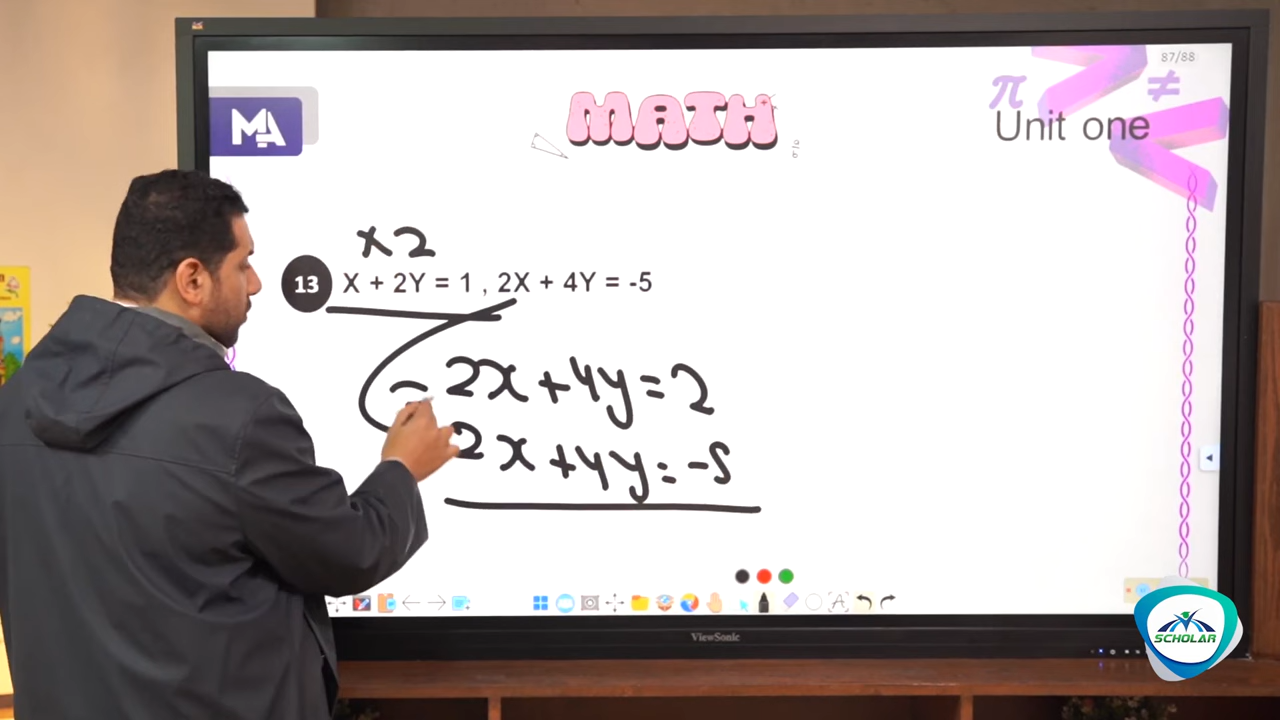 87/88
MA
MATH
π ≠
Unit one
x 2
13 X + 2Y = 1 , 2X + 4Y = -5
- 2x + 4y = 2
2x + 4y = -5
A
ViewSonic
SCHOLAR